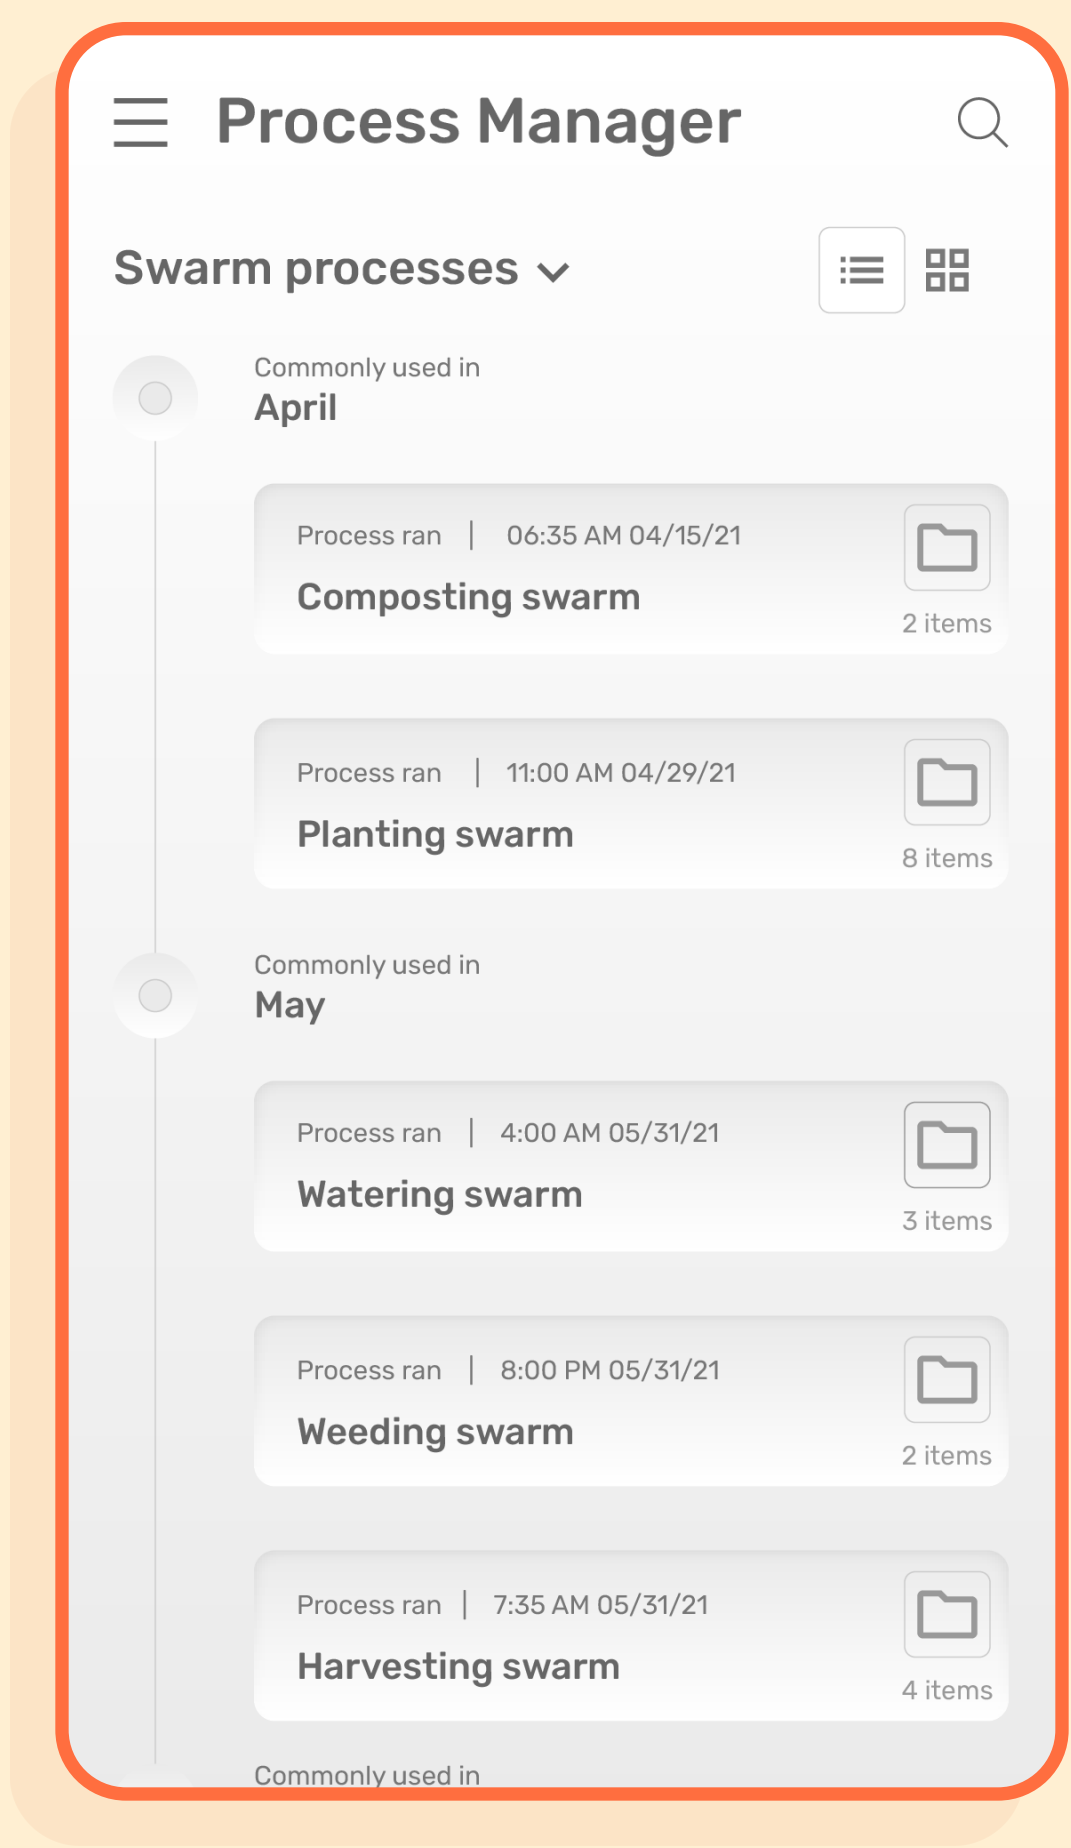 Process Manager
Swarm processes
Commonly used in
April
Process ran | 06:35 AM 04/15/21
Composting swarm
2 items
Process ran | 11:00 AM 04/29/21
Planting swarm
8 items
Commonly used in
May
Process ran | 4:00 AM 05/31/21
Watering swarm
3 items
Process ran | 8:00 PM 05/31/21
Weeding swarm
2 items
Process ran | 7:35 AM 05/31/21
Harvesting swarm
4 items
Commonly used in